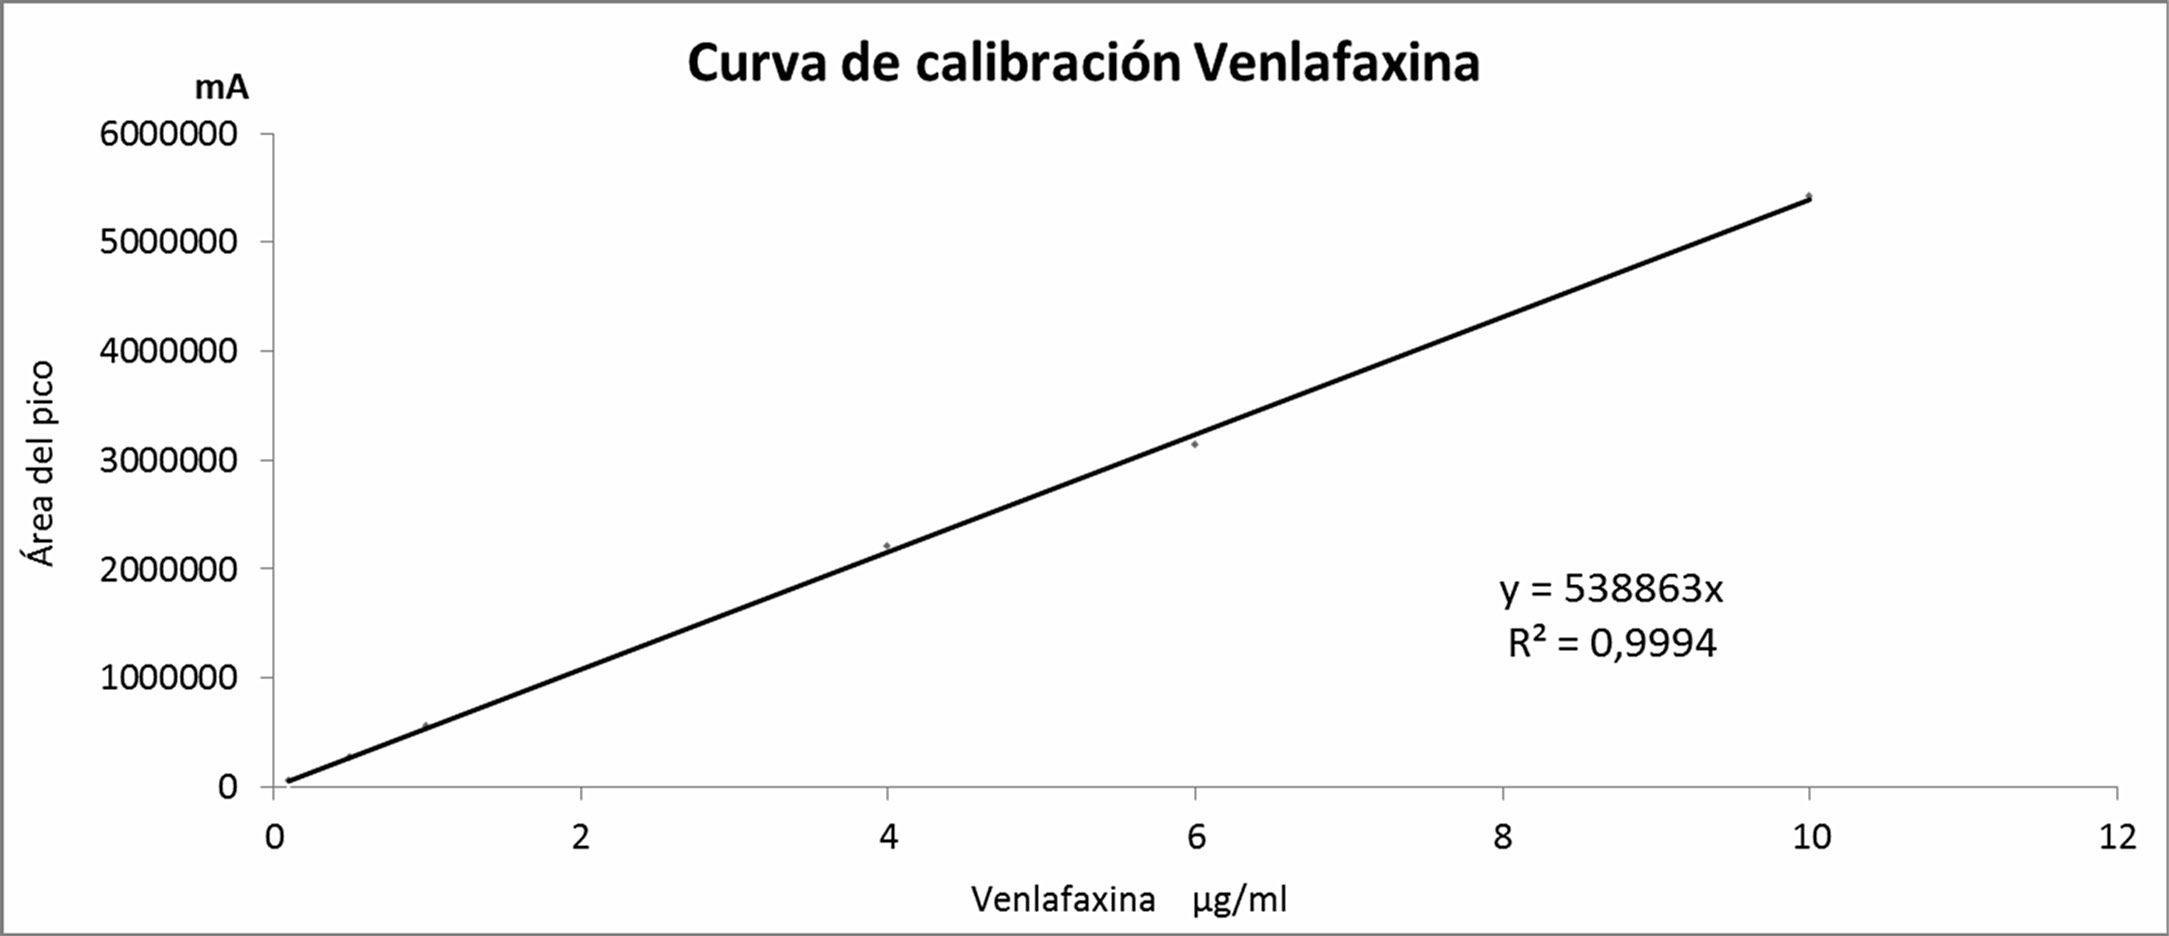 Curva de calibración Venlafaxina
mA
6000000
5000000
4000000
3000000
2000000
1000000
0
Área del pico
y = 538863x
R² = 0,9994
0 2 4 6 8 10 12
Venlafaxina µg/ml